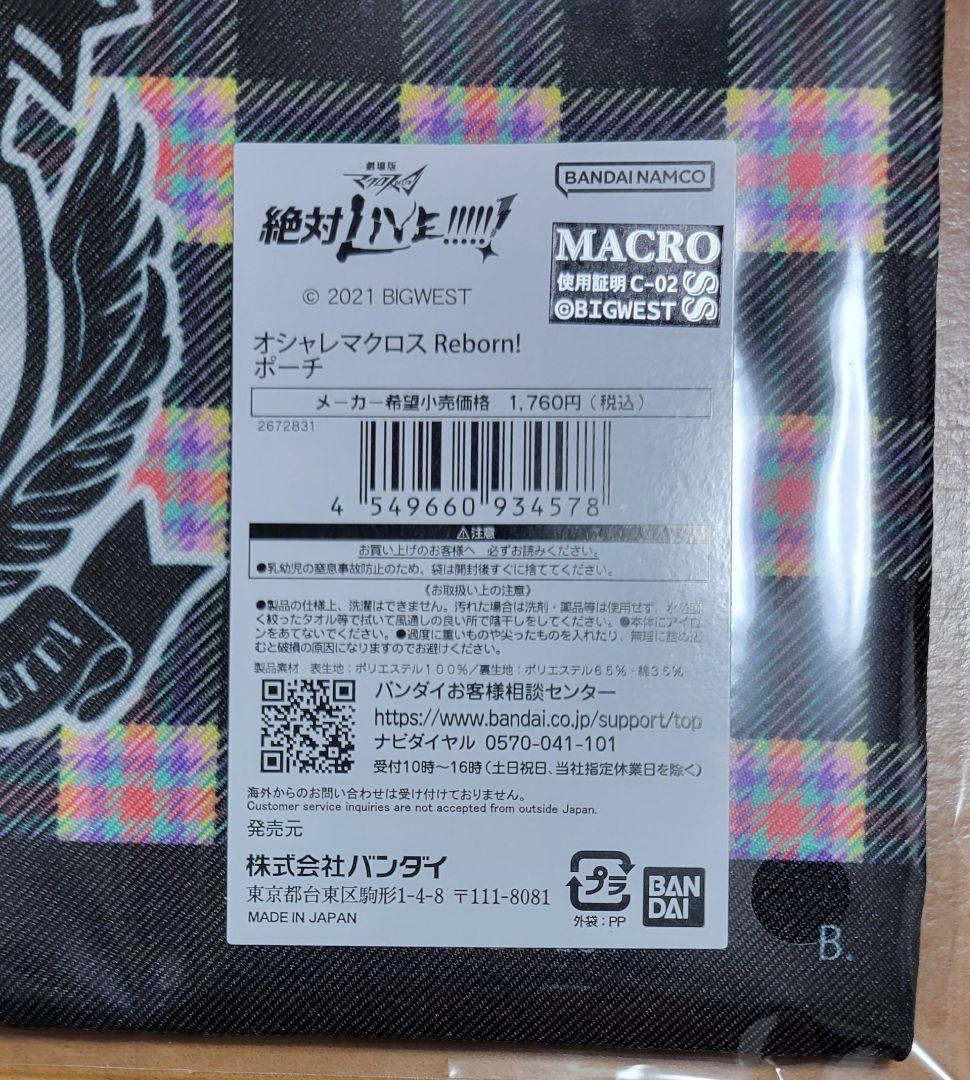 劇場版
マクロスΔ
絶対LIVE!!!!!!
© 2021 BIGWEST
BANDAI NAMCO
MACROSS
使用証明 C-02
©BIGWEST
オシャレマクロス Reborn!
ポーチ
メーカー希望小売価格 1,760円(税込)
2672831
4 549660 934578
⚠注意
お買い上げのお客様へ 必ずお読みください。
●乳幼児の窒息事故防止のため、袋は開封後すぐに捨ててください。
《お取扱い上の注意》
●製品の仕様上、洗濯はできません。汚れた場合は洗剤・薬品等は使用せず、水で固
く絞ったタオル等で拭いて風通しの良い所で陰干しをしてください。●本体にアイロ
ンをあてないでください。●過度に重いものや尖ったものを入れたり、無理に詰め込
むと破損の原因になりますのでお避けください。
製品素材 表生地:ポリエステル100%/裏生地:ポリエステル65%・綿35%
バンダイお客様相談センター
https://www.bandai.co.jp/support/top
ナビダイヤル 0570-041-101
受付10時~16時(土日祝日、当社指定休業日を除く)
海外からのお問い合わせは受け付けておりません。
Customer service inquiries are not accepted from outside Japan.
発売元
株式会社バンダイ
東京都台東区駒形1-4-8 〒111-8081
MADE IN JAPAN
プラ
外袋:PP
BAN
DAI
B.